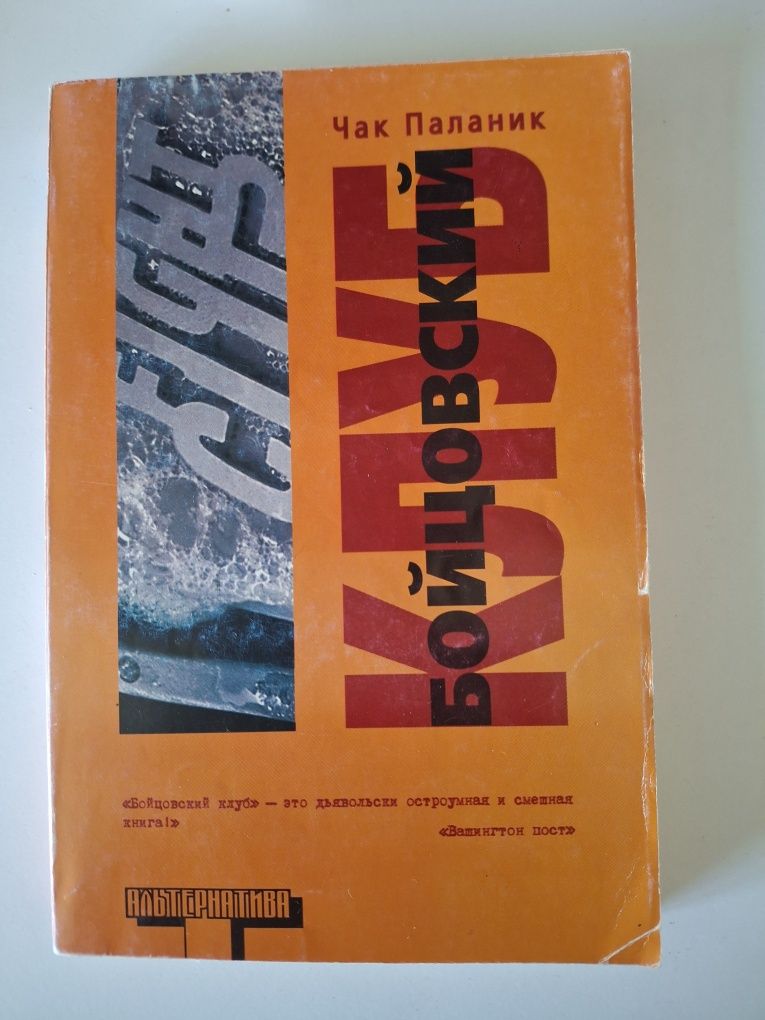 Чак Паланик
БОЙЦОВСКИЙ
КЛУБ
«Бойцовский клуб» — это дьявольски остроумная и смешная
книга!»
«Вашингтон пост»
АЛЬТЕРНАТИВА